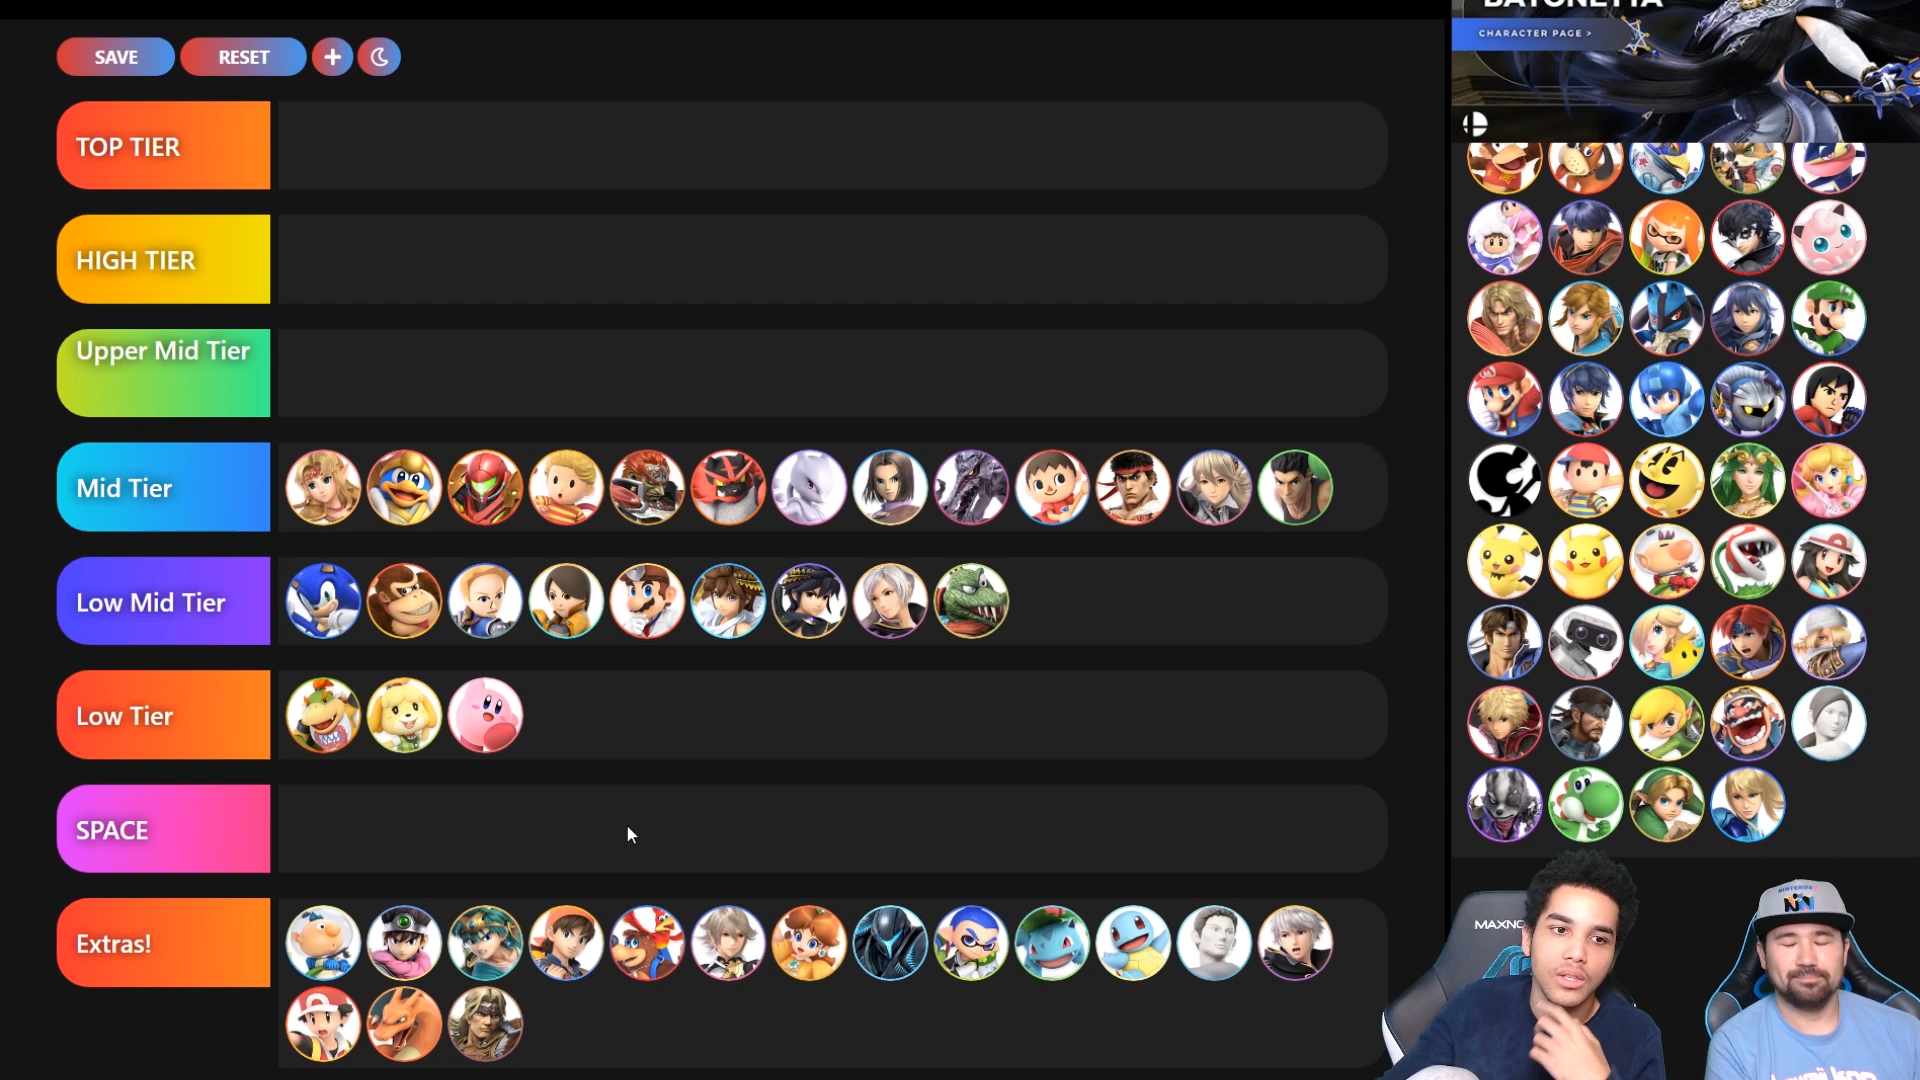 BAYONETTA
CHARACTER PAGE >
SAVE
RESET
TOP TIER
HIGH TIER
Upper Mid Tier
Mid Tier
Low Mid Tier
Low Tier
SPACE
Extras!